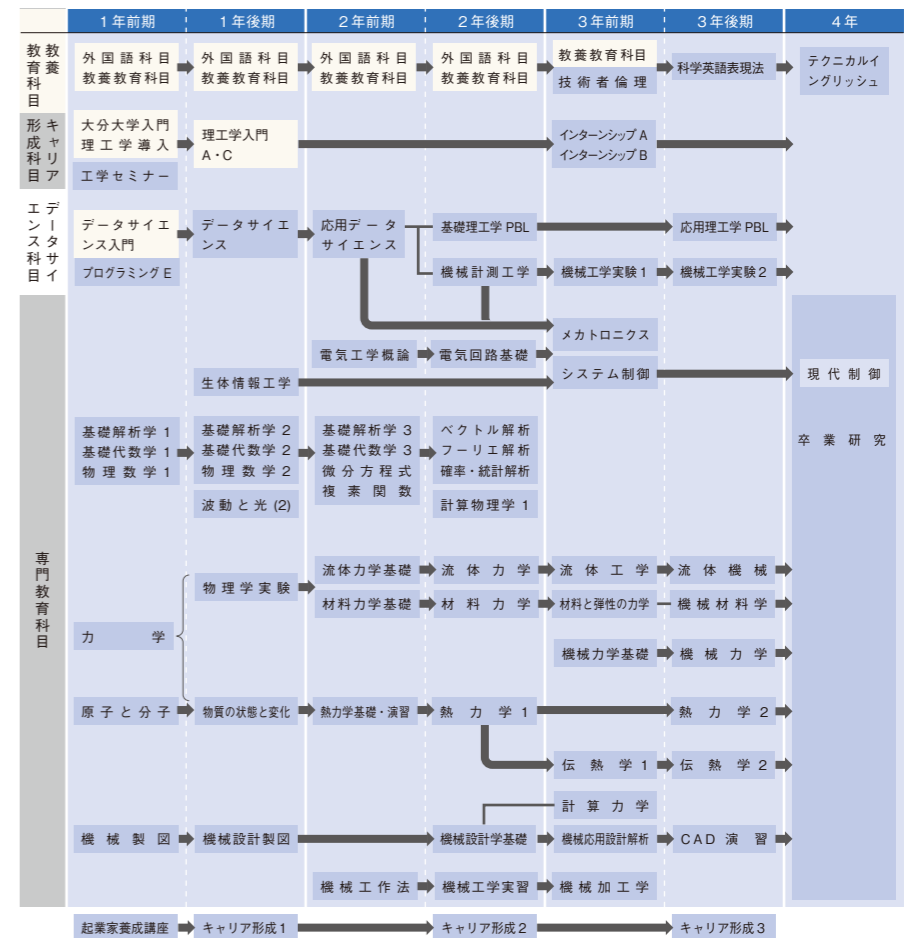 1年前期 1年後期 2年前期 2年後期 3年前期 3年後期 4年
教養教育科目
外国語科目
教養教育科目
外国語科目
教養教育科目
外国語科目
教養教育科目
外国語科目
教養教育科目
教養教育科目
技術者倫理
科学英語表現法
テクニカルイ
ングリッシュ
キャリア形成科目
大分大学入門
理工学導入
工学セミナー
理工学入門
A・C
インターンシップA
インターンシップB
データサイエンス科目
データサイエ
ンス入門
プログラミングE
データサイエ
ンス
応用データ
サイエンス
基礎理工学PBL
応用理工学PBL
機械計測工学
機械工学実験1
機械工学実験2
専門教育科目
メカトロニクス
電気工学概論
電気回路基礎
生体情報工学
システム制御
現代制御
卒業研究
基礎解析学1
基礎代数学1
物理数学1
基礎解析学2
基礎代数学2
物理数学2
波動と光(2)
基礎解析学3
基礎代数学3
微分方程式
複素関数
ベクトル解析
フーリエ解析
確率・統計解析
計算物理学1
力学
物理学実験
流体力学基礎
流体力学
流体工学
流体機械
材料力学基礎
材料力学
材料と弾性の力学
機械材料学
機械力学基礎
機械力学
原子と分子
物質の状態と変化
熱力学基礎・演習
熱力学1
熱力学2
伝熱学1
伝熱学2
計算力学
機械製図
機械設計製図
機械設計学基礎
機械応用設計解析
CAD演習
機械工作法
機械工学実習
機械加工学
起業家養成講座
キャリア形成1
キャリア形成2
キャリア形成3